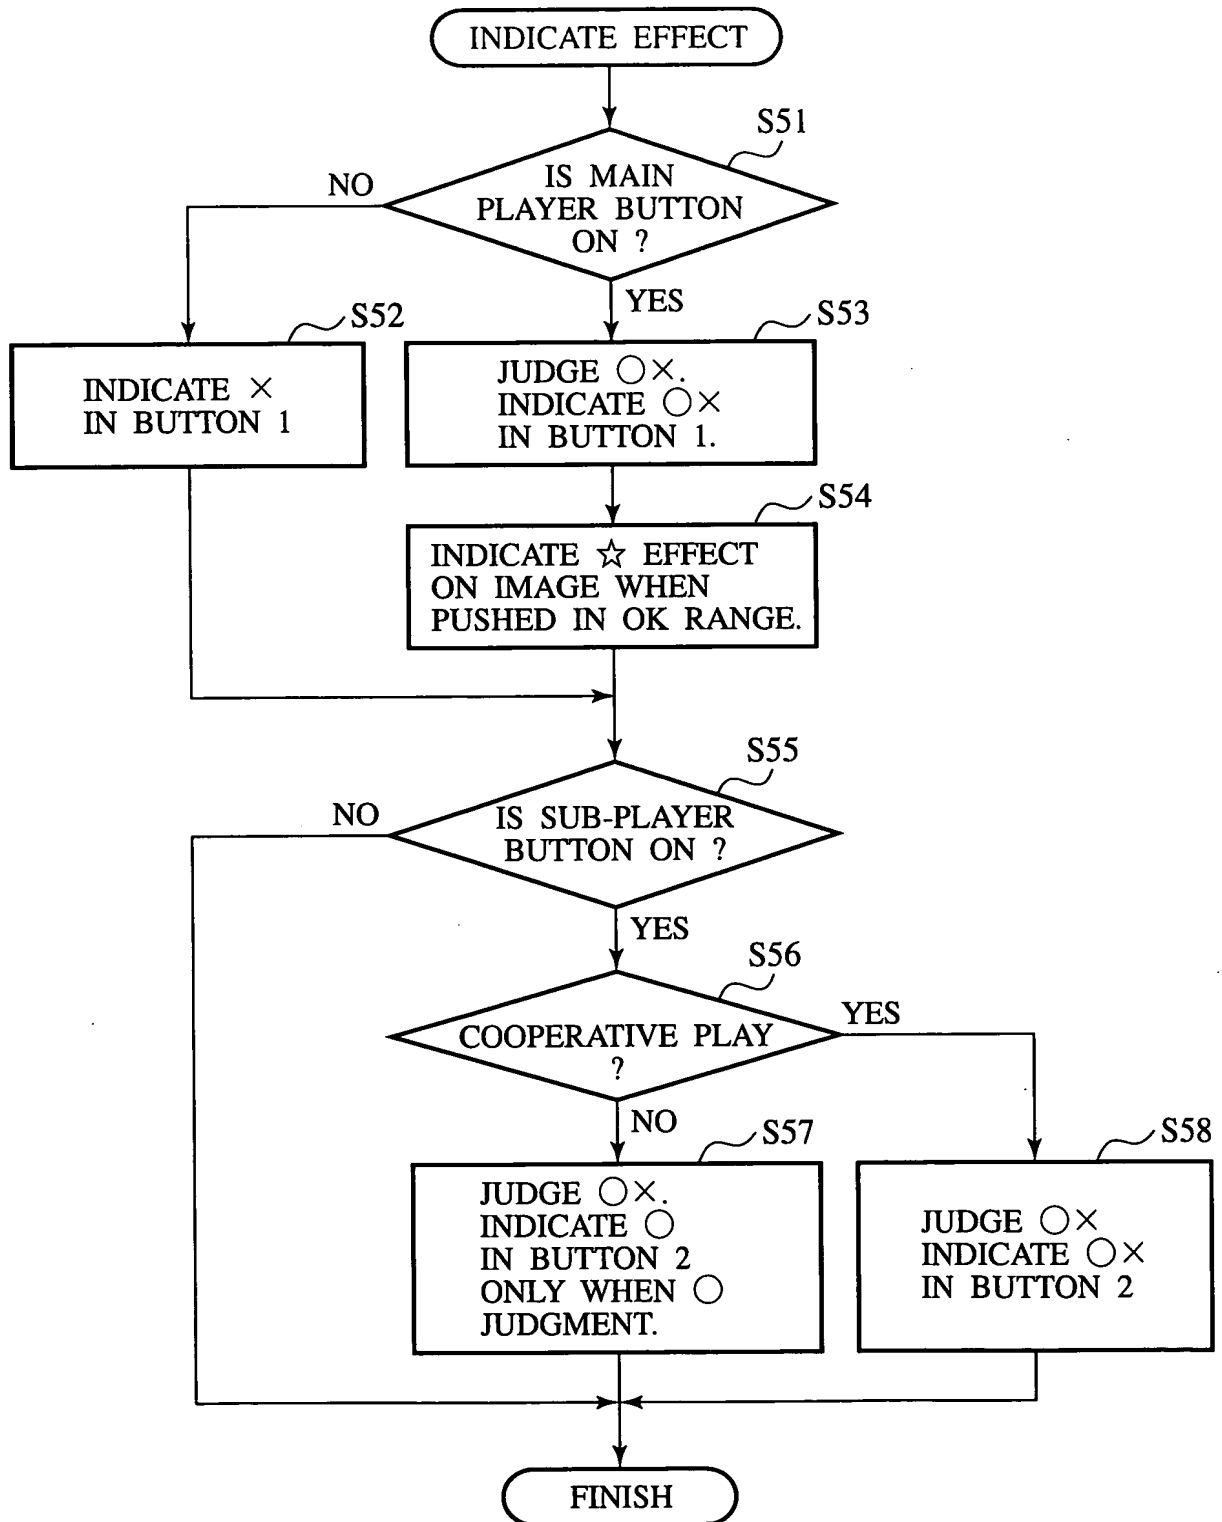 INDICATE EFFECT
S51
IS MAIN
PLAYER BUTTON
ON ?
NO
YES
S52
INDICATE ×
IN BUTTON 1
S53
JUDGE ○×.
INDICATE ○×
IN BUTTON 1.
S54
INDICATE ☆ EFFECT
ON IMAGE WHEN
PUSHED IN OK RANGE.
S55
IS SUB-PLAYER
BUTTON ON ?
NO
YES
S56
COOPERATIVE PLAY
?
YES
NO
S57
JUDGE ○×.
INDICATE ○
IN BUTTON 2
ONLY WHEN ○
JUDGMENT.
S58
JUDGE ○×
INDICATE ○×
IN BUTTON 2
FINISH